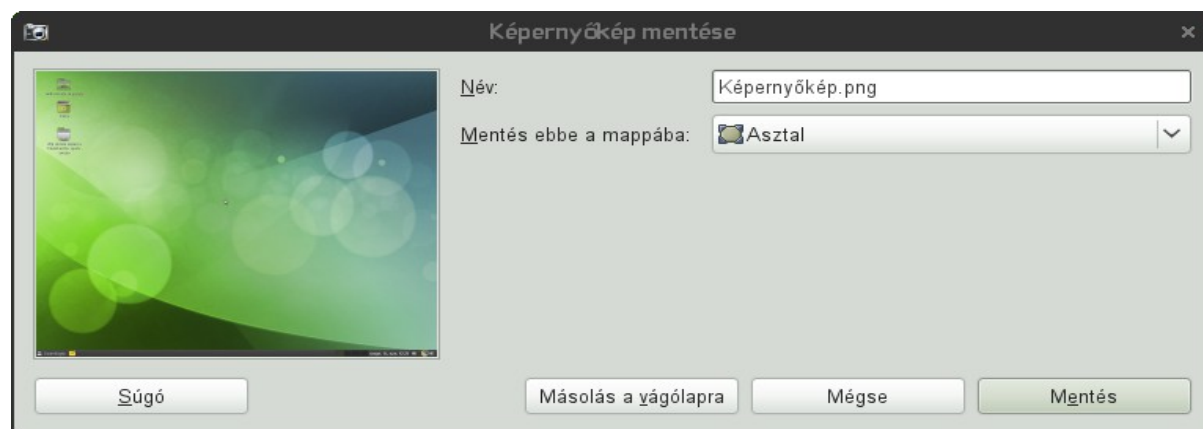 Képernyőkép mentése
Név:
Képernyőkép.png
Mentés ebbe a mappába:
Asztal
Súgó
Másolás a vágólapra
Mégse
Mentés